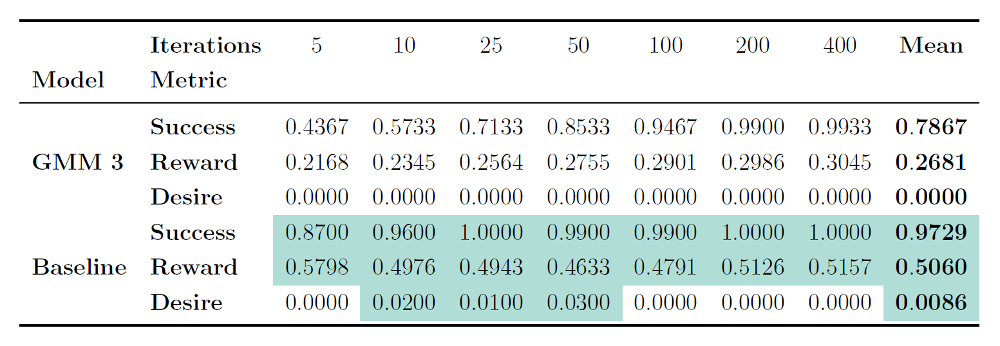 Iterations 5 10 25 50 100 200 400 Mean
Model Metric
Success 0.4367 0.5733 0.7133 0.8533 0.9467 0.9900 0.9933 0.7867
GMM 3 Reward 0.2168 0.2345 0.2564 0.2755 0.2901 0.2986 0.3045 0.2681
Desire 0.0000 0.0000 0.0000 0.0000 0.0000 0.0000 0.0000 0.0000
Success 0.8700 0.9600 1.0000 0.9900 0.9900 1.0000 1.0000 0.9729
Baseline Reward 0.5798 0.4976 0.4943 0.4633 0.4791 0.5126 0.5157 0.5060
Desire 0.0000 0.0200 0.0100 0.0300 0.0000 0.0000 0.0000 0.0086